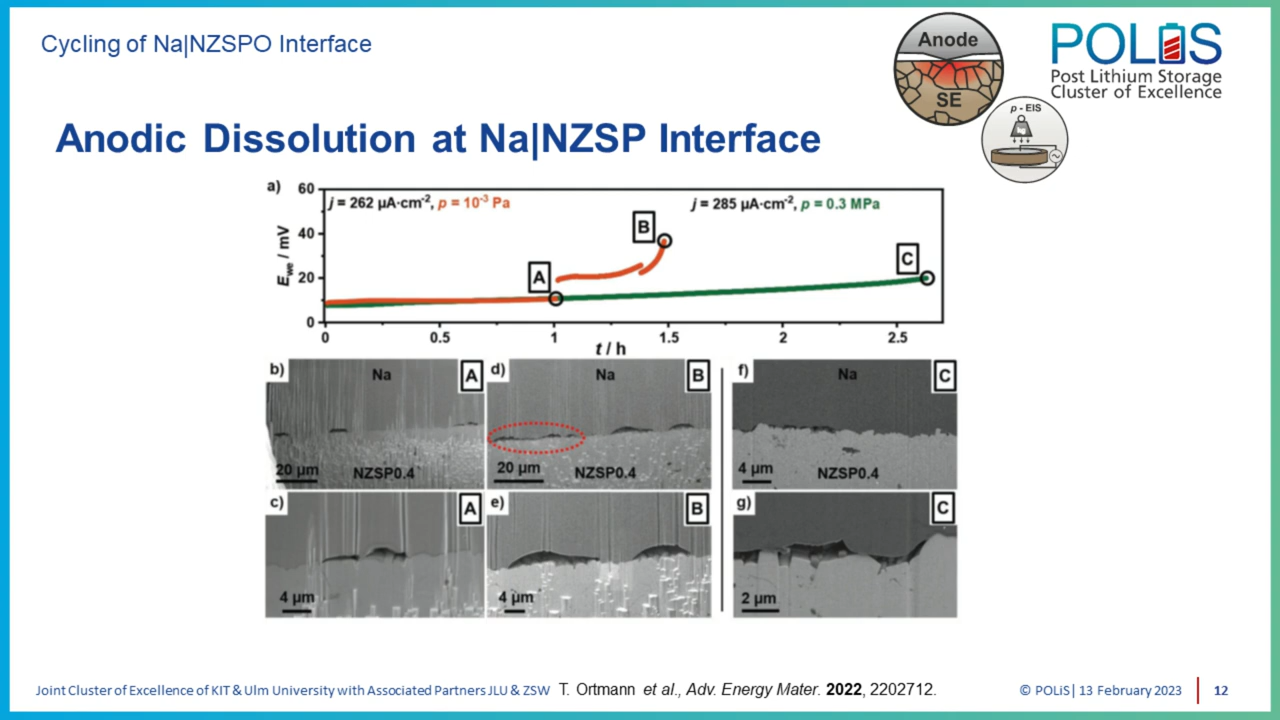 Cycling of Na|NZSPO Interface
Anode
SE
p - EIS
POLiS
Post Lithium Storage
Cluster of Excellence
Anodic Dissolution at Na|NZSP Interface
a)
60
40
20
0
E_we / mV
j = 262 µA·cm⁻², p = 10⁻³ Pa
j = 285 µA·cm⁻², p = 0.3 MPa
A
B
C
0 0.5 1 1.5 2 2.5
t / h
b) Na A
20 µm NZSP0.4
d) Na B
20 µm NZSP0.4
f) Na C
4 µm NZSP0.4
c) A
4 µm
e) B
4 µm
g) C
2 µm
Joint Cluster of Excellence of KIT & Ulm University with Associated Partners JLU & ZSW
T. Ortmann et al., Adv. Energy Mater. 2022, 2202712.
© POLiS | 13 February 2023
12